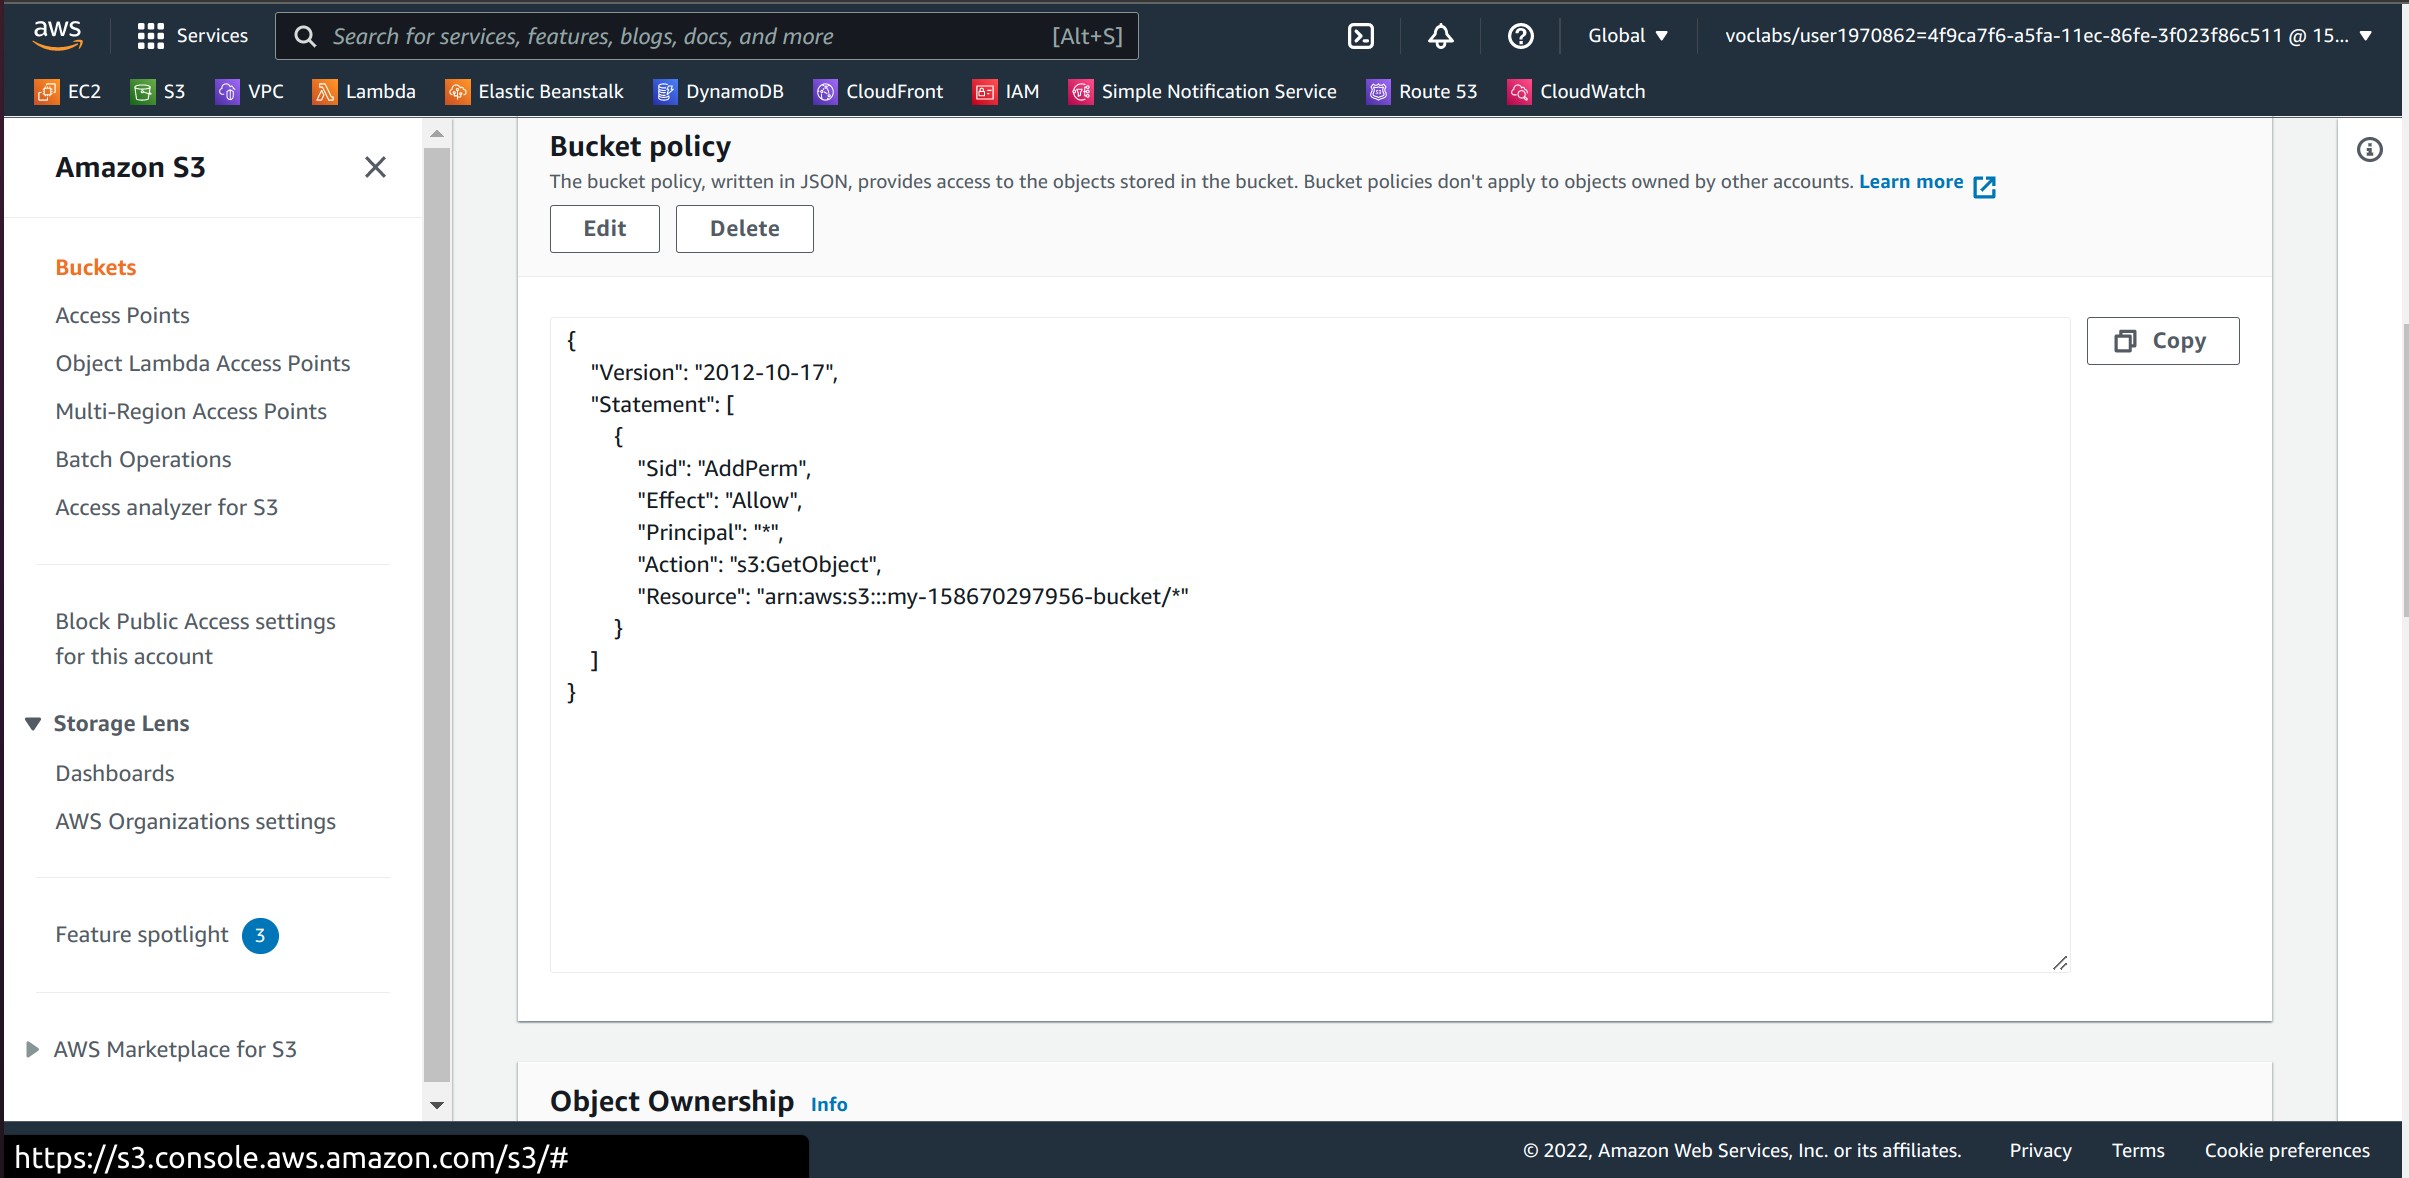 aws
Services
Search for services, features, blogs, docs, and more [Alt+S]
Global
voclabs/user1970862=4f9ca7f6-a5fa-11ec-86fe-3f023f86c511 @ 15...
EC2 S3 VPC Lambda Elastic Beanstalk DynamoDB CloudFront IAM Simple Notification Service Route 53 CloudWatch
Amazon S3
Buckets
Access Points
Object Lambda Access Points
Multi-Region Access Points
Batch Operations
Access analyzer for S3
Block Public Access settings
for this account
Storage Lens
Dashboards
AWS Organizations settings
Feature spotlight 3
AWS Marketplace for S3
Bucket policy
The bucket policy, written in JSON, provides access to the objects stored in the bucket. Bucket policies don't apply to objects owned by other accounts. Learn more
Edit Delete
Copy
{
"Version": "2012-10-17",
"Statement": [
{
"Sid": "AddPerm",
"Effect": "Allow",
"Principal": "*",
"Action": "s3:GetObject",
"Resource": "arn:aws:s3:::my-158670297956-bucket/*"
}
]
}
Object Ownership Info
https://s3.console.aws.amazon.com/s3/#
© 2022, Amazon Web Services, Inc. or its affiliates. Privacy Terms Cookie preferences